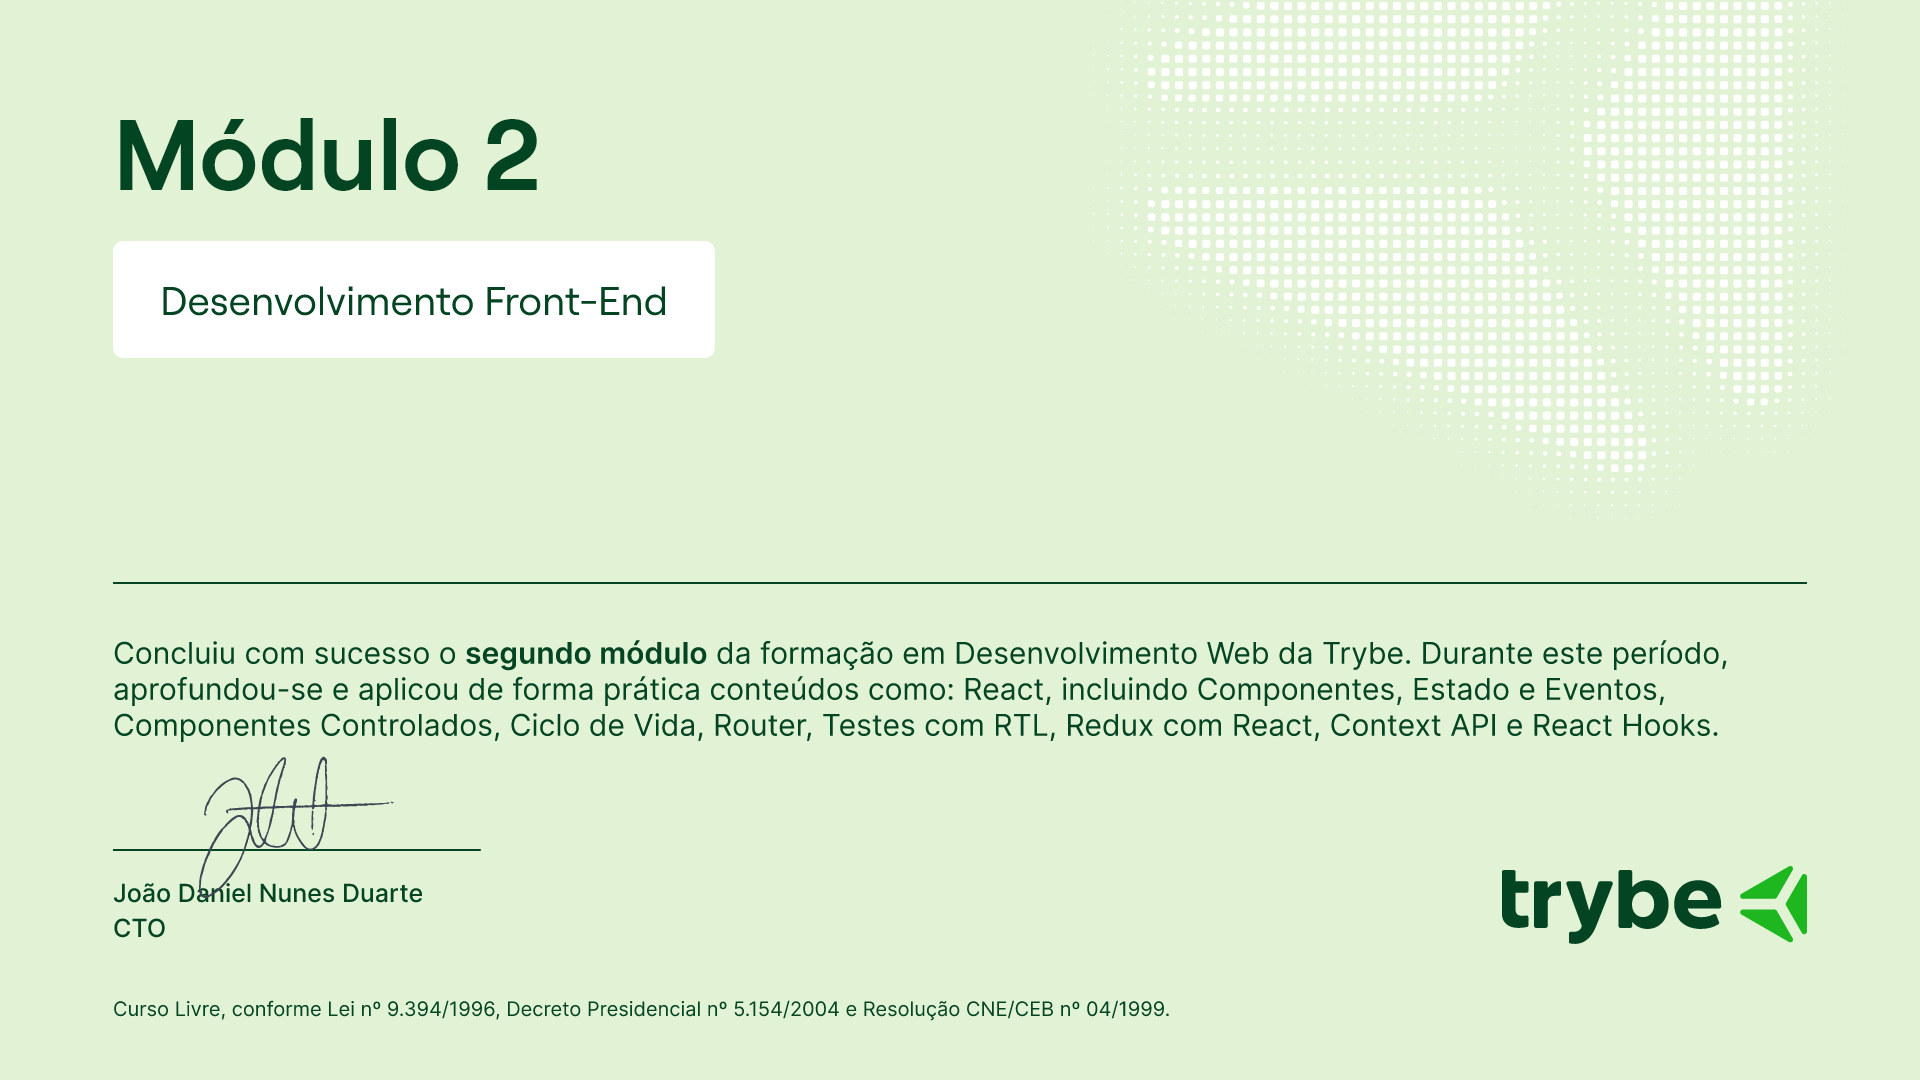 Módulo 2
Desenvolvimento Front-End
Concluiu com sucesso o segundo módulo da formação em Desenvolvimento Web da Trybe. Durante este período,
aprofundou-se e aplicou de forma prática conteúdos como: React, incluindo Componentes, Estado e Eventos,
Componentes Controlados, Ciclo de Vida, Router, Testes com RTL, Redux com React, Context API e React Hooks.
João Daniel Nunes Duarte
CTO
trybe
Curso Livre, conforme Lei nº 9.394/1996, Decreto Presidencial nº 5.154/2004 e Resolução CNE/CEB nº 04/1999.